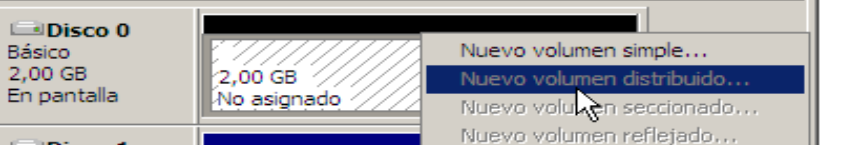 Disco 0
Básico
2,00 GB
En pantalla
2,00 GB
No asignado
Nuevo volumen simple...
Nuevo volumen distribuido...
Nuevo volumen seccionado...
Nuevo volumen reflejado...